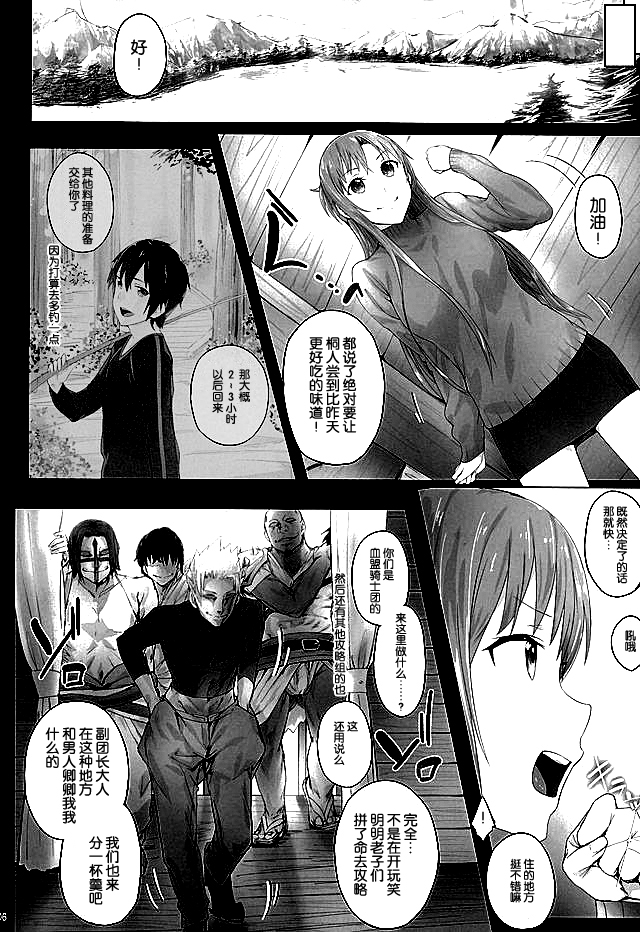 好！
加油！
都说了绝对要让
桐人尝到比昨天
更好吃的味道！
其他料理的准备
交给你了
因为打算去多钓一点
那大概
2~3小时
以后回来
既然决定了的话
那就快…
吼哦
！
住的地方
挺不错嘛
你们是
血盟骑士团的
来这里做什么……？
然后还有其他攻略组的也
这
还用说么
完全…
不是在开玩笑
明明老子们
拼了命去攻略
副团长大人
在这种地方
和男人卿卿我我
什么的
我们也来
分一杯羹吧
06